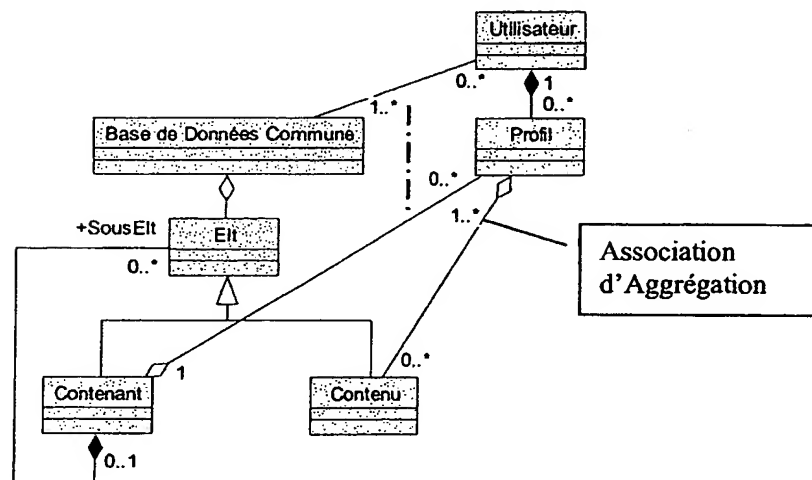 Utilisateur
0..*
1
1..*
0..*
Base de Données Commune
Profil
0..*
+SousElt
Elt
1..*
0..*
Association
d'Aggrégation
0..*
1
Contenant
Contenu
0..1